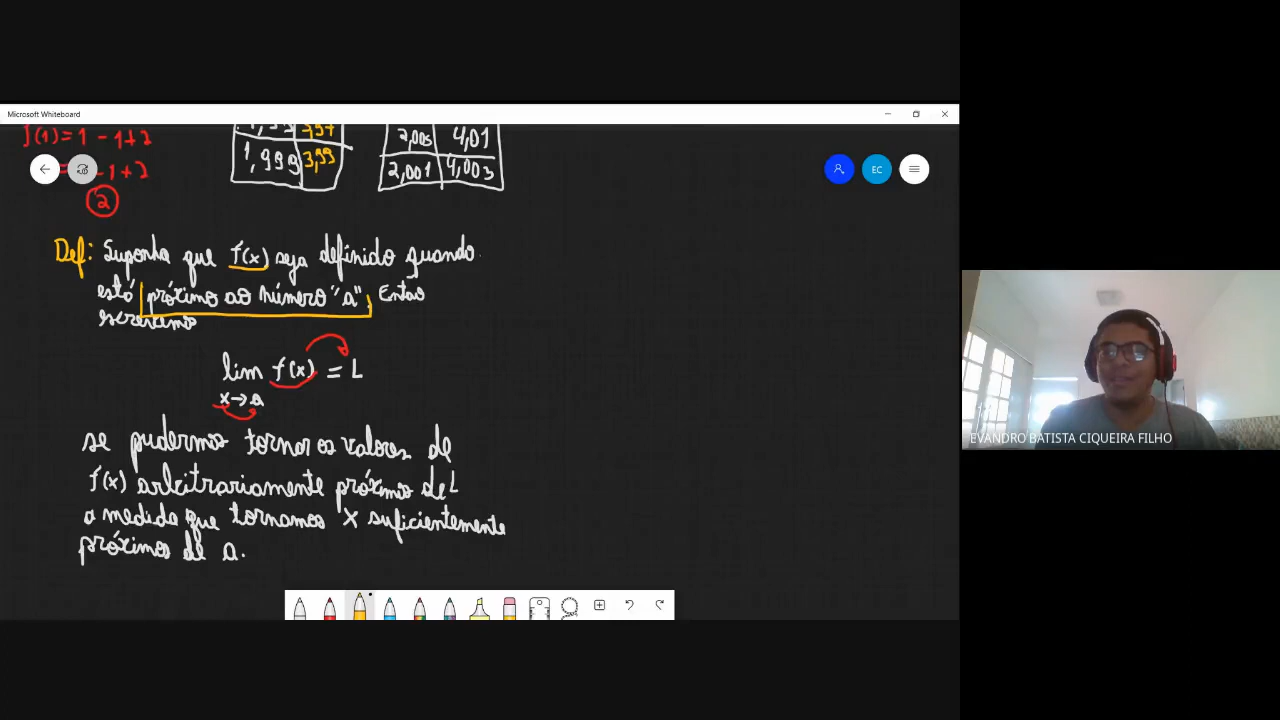 Microsoft Whiteboard
f(1) = 1 - 1 + 2
= - 1 + 2
2
1,999 3,99
2,005 4,01
2,001 4,003
EC
Def: Suponha que f(x) seja definido quando
está próximo ao número "a". Entao
escrevemos
lim f(x) = L
x→a
se pudermos tornar os valores de
f(x) arbitrariamente próximos de L
a medida que tornamos x suficientemente
próximos de a.
EVANDRO BATISTA CIQUEIRA FILHO